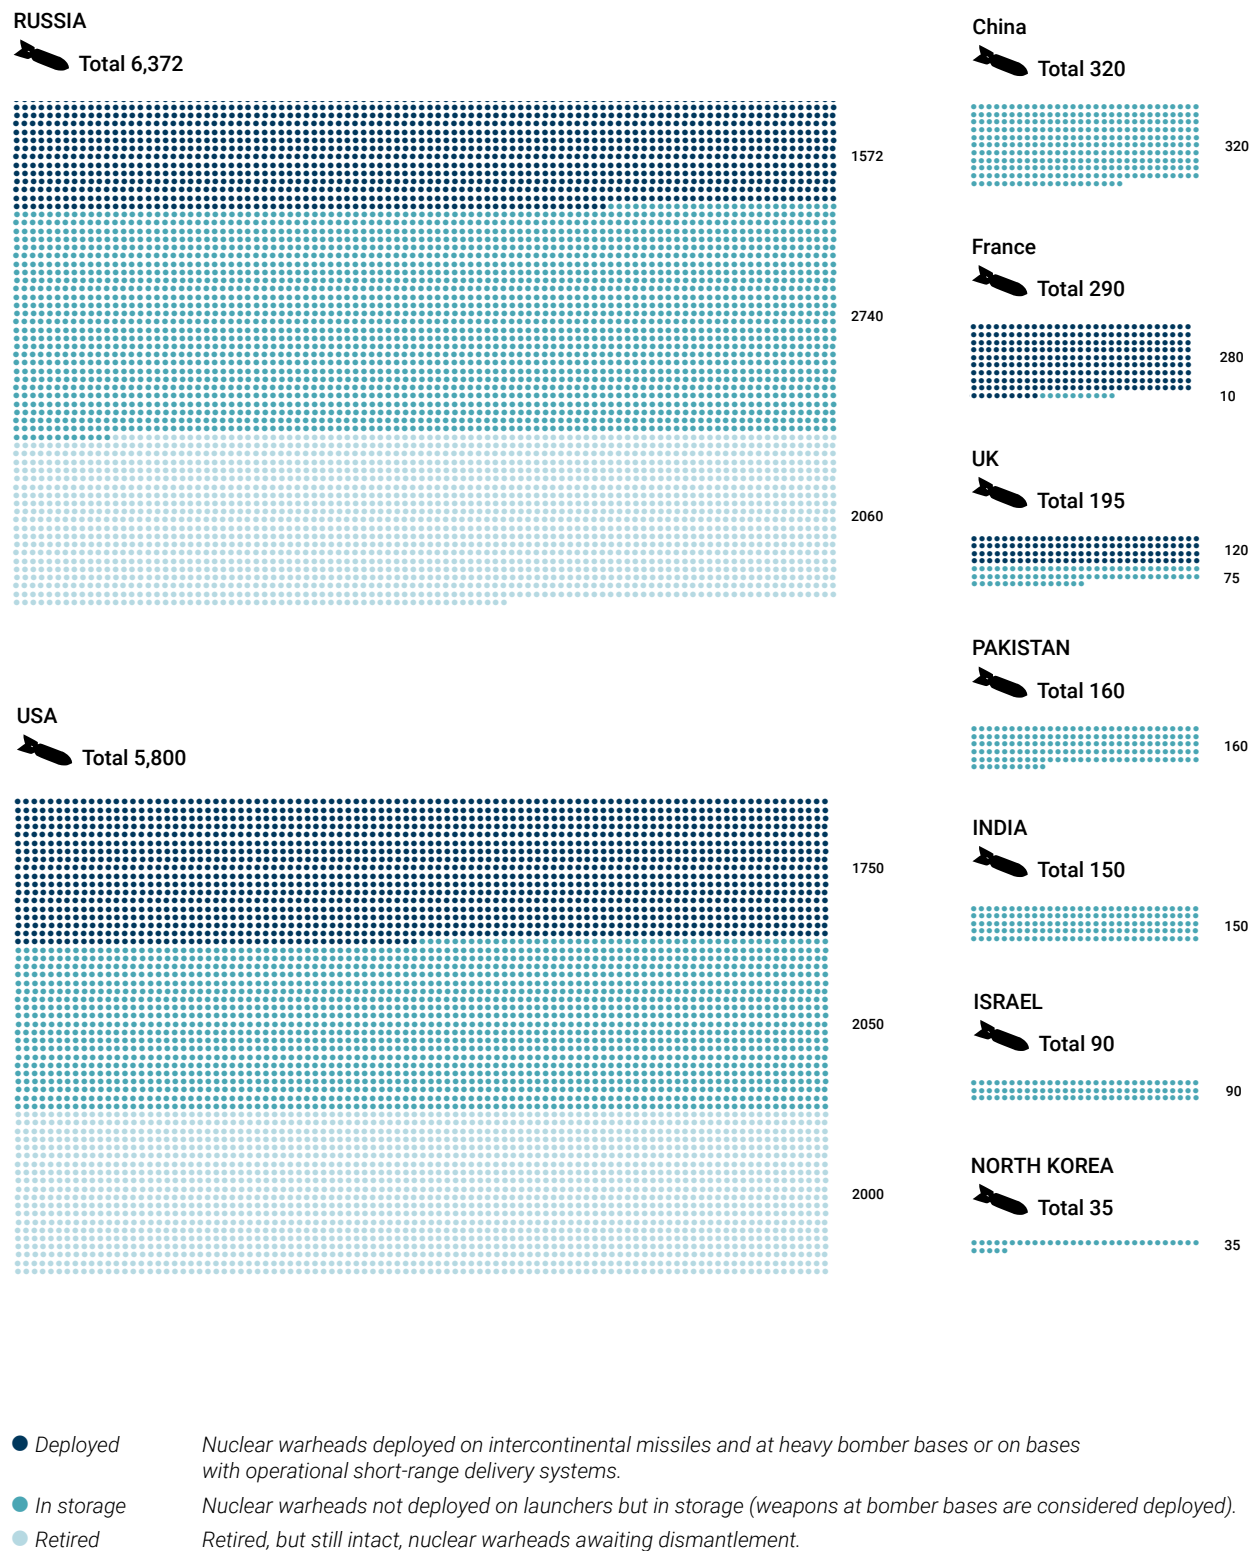 RUSSIA
Total 6,372
1572
2740
2060
USA
Total 5,800
1750
2050
2000
China
Total 320
320
France
Total 290
280
10
UK
Total 195
120
75
PAKISTAN
Total 160
160
INDIA
Total 150
150
ISRAEL
Total 90
90
NORTH KOREA
Total 35
35
Deployed Nuclear warheads deployed on intercontinental missiles and at heavy bomber bases or on bases
with operational short-range delivery systems.
In storage Nuclear warheads not deployed on launchers but in storage (weapons at bomber bases are considered deployed).
Retired Retired, but still intact, nuclear warheads awaiting dismantlement.